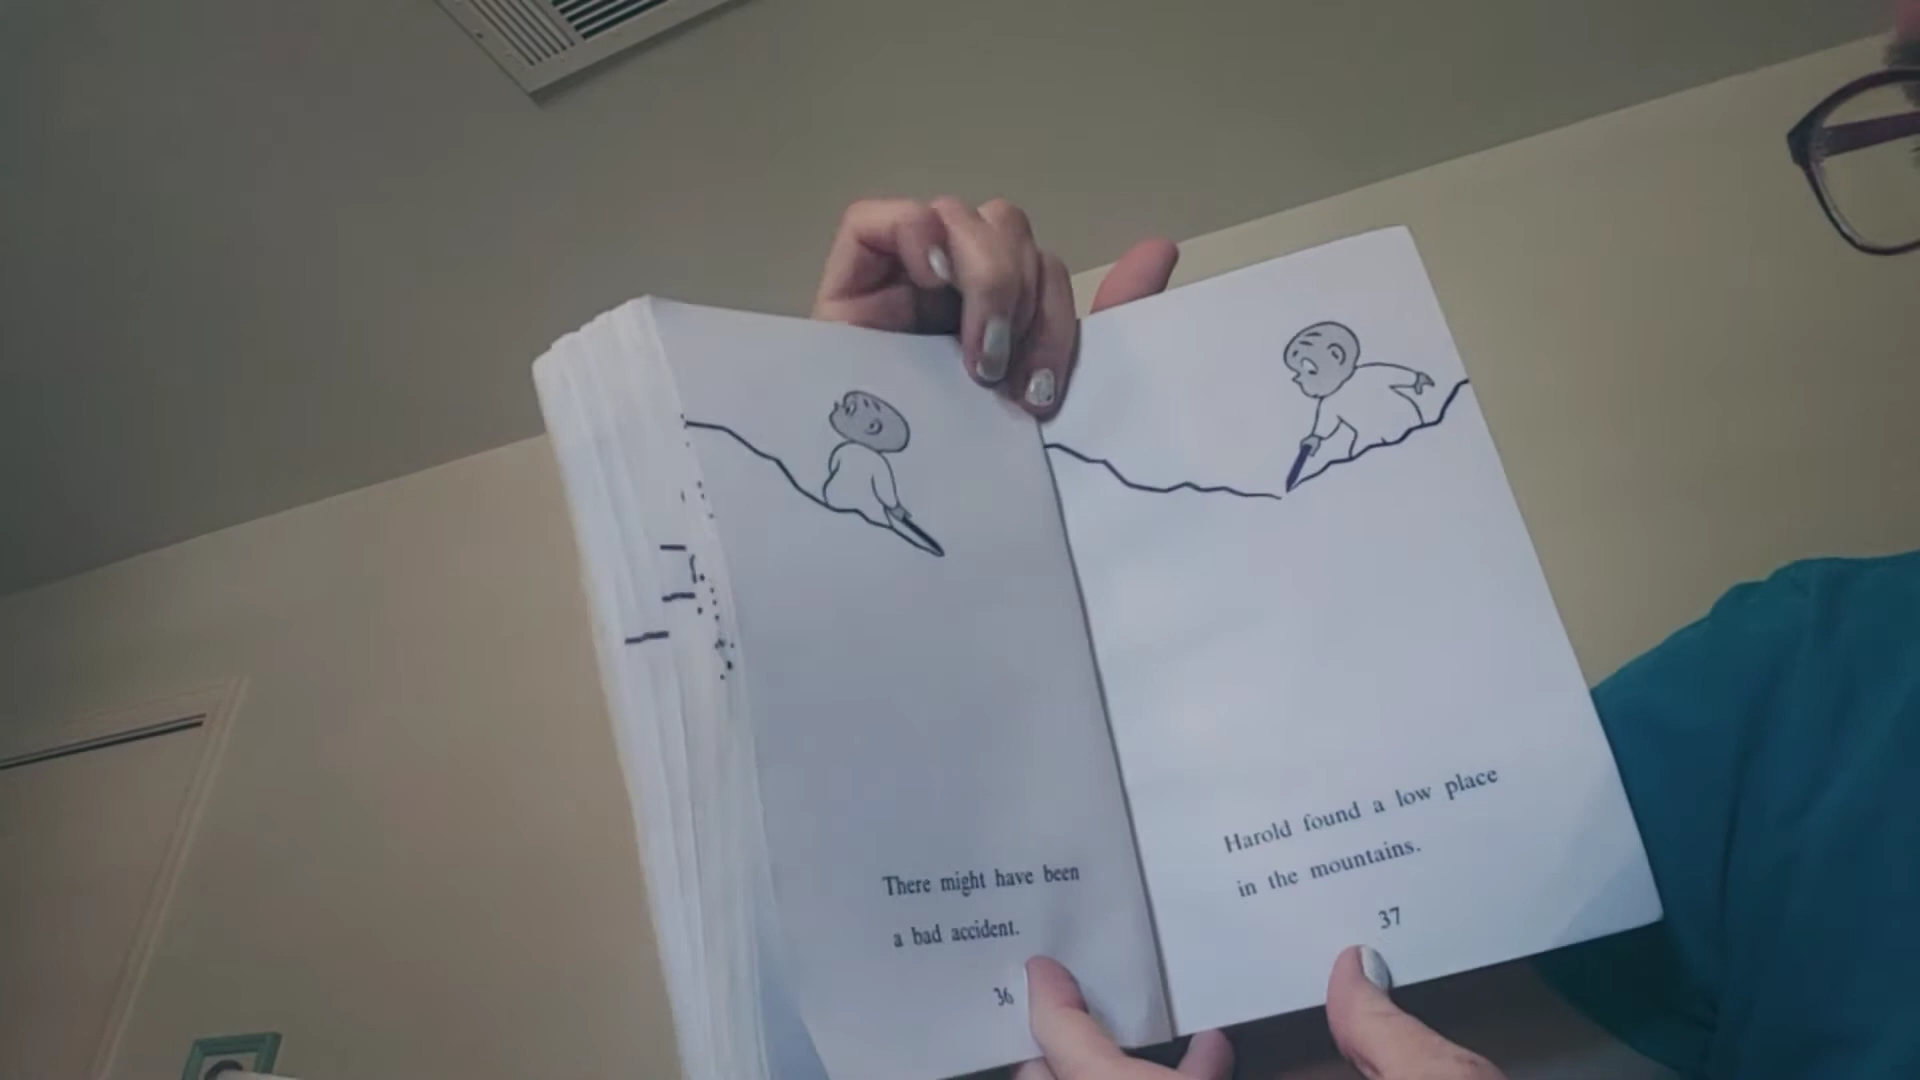 There might have been
a bad accident.
36
Harold found a low place
in the mountains.
37